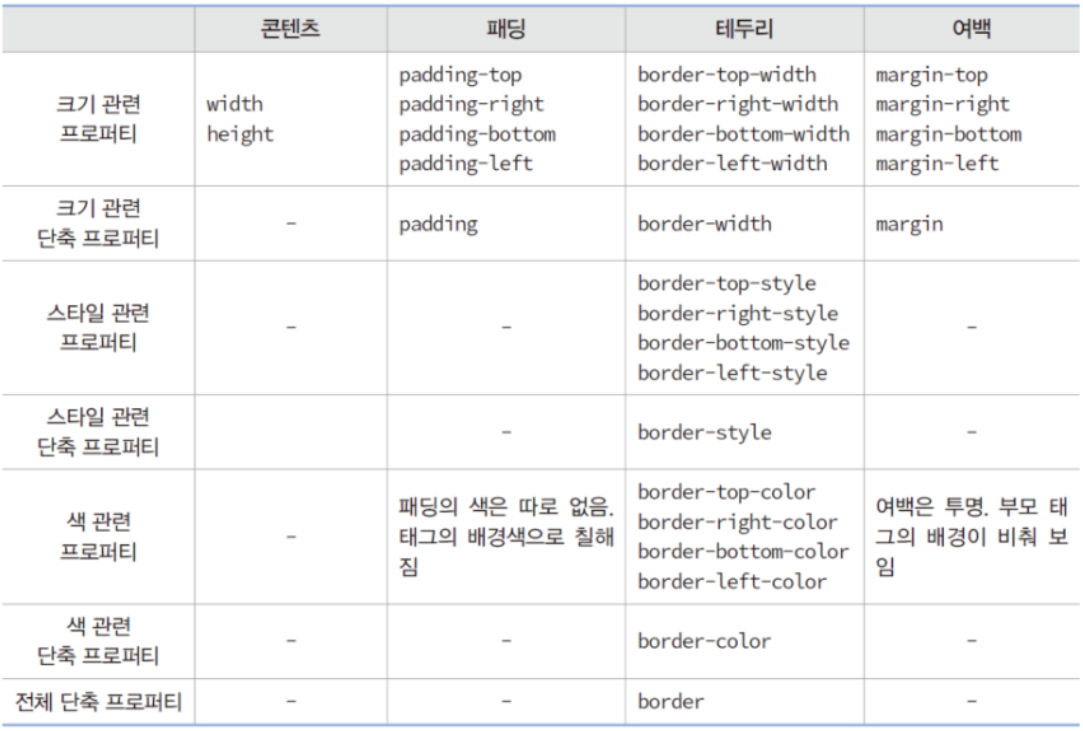 콘텐츠 패딩 테두리 여백
크기 관련
프로퍼티
width
height
padding-top
padding-right
padding-bottom
padding-left
border-top-width
border-right-width
border-bottom-width
border-left-width
margin-top
margin-right
margin-bottom
margin-left
크기 관련
단축 프로퍼티
-
padding
border-width
margin
스타일 관련
프로퍼티
-
-
border-top-style
border-right-style
border-bottom-style
border-left-style
-
스타일 관련
단축 프로퍼티
-
border-style
-
색 관련
프로퍼티
-
패딩의 색은 따로 없음.
태그의 배경색으로 칠해
짐
border-top-color
border-right-color
border-bottom-color
border-left-color
여백은 투명. 부모 태
그의 배경이 비춰 보
임
색 관련
단축 프로퍼티
-
-
border-color
-
전체 단축 프로퍼티
-
-
border
-